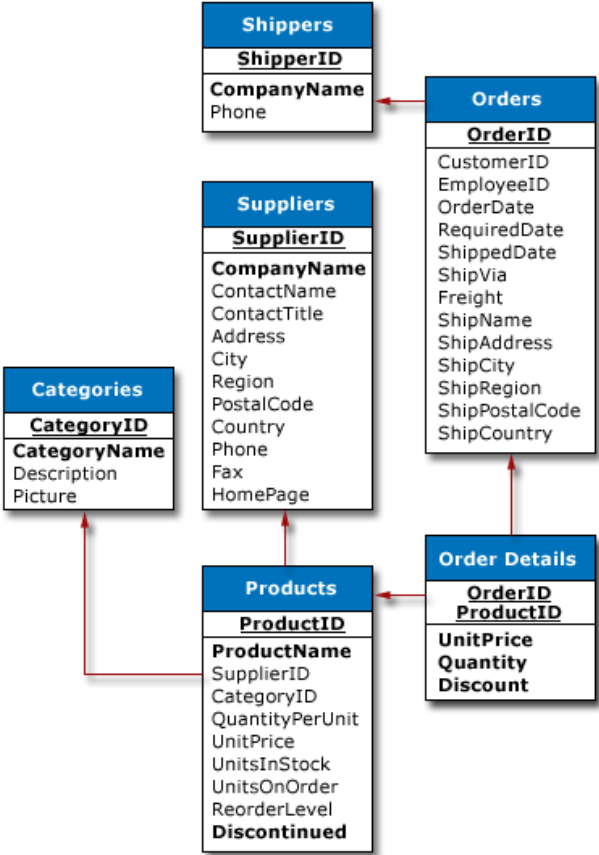 Shippers
ShipperID
CompanyName
Phone
Orders
OrderID
CustomerID
EmployeeID
OrderDate
RequiredDate
ShippedDate
ShipVia
Freight
ShipName
ShipAddress
ShipCity
ShipRegion
ShipPostalCode
ShipCountry
Suppliers
SupplierID
CompanyName
ContactName
ContactTitle
Address
City
Region
PostalCode
Country
Phone
Fax
HomePage
Categories
CategoryID
CategoryName
Description
Picture
Products
ProductID
ProductName
SupplierID
CategoryID
QuantityPerUnit
UnitPrice
UnitsInStock
UnitsOnOrder
ReorderLevel
Discontinued
Order Details
OrderID
ProductID
UnitPrice
Quantity
Discount